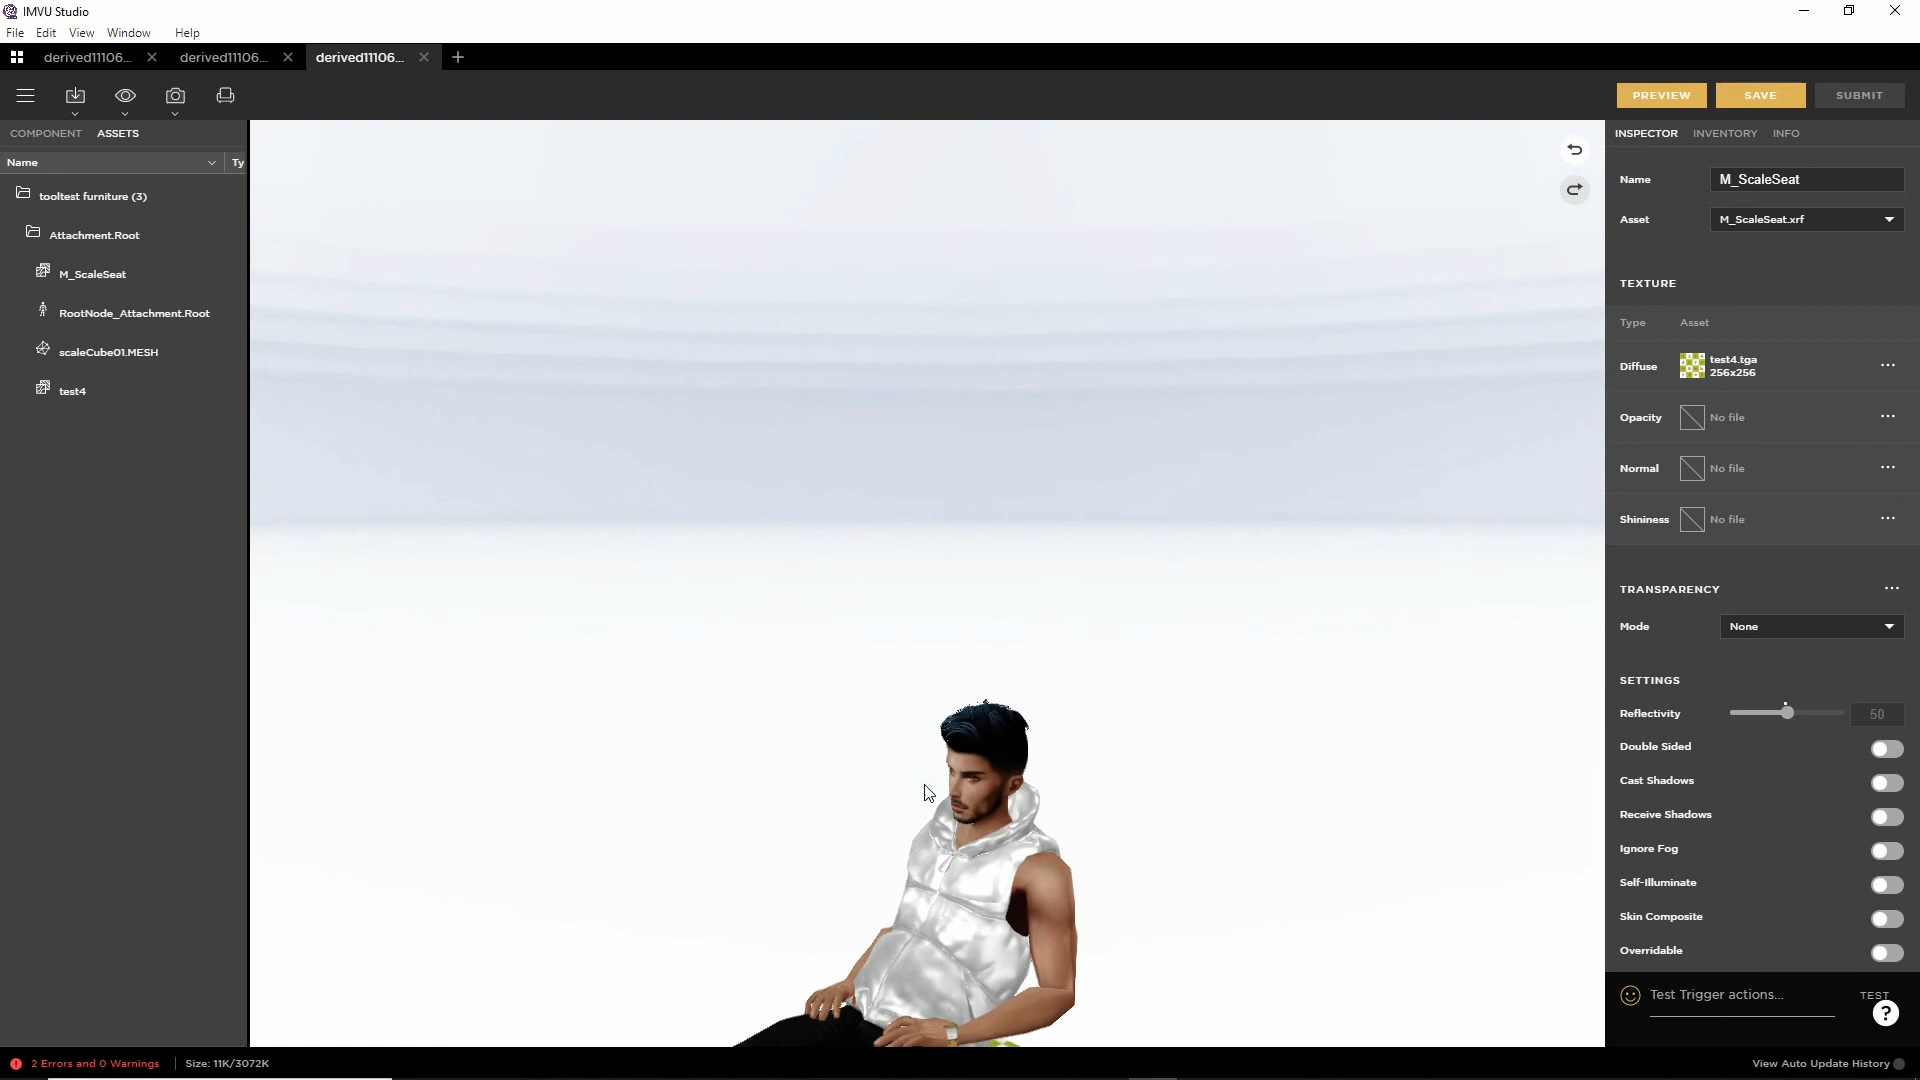 IMVU Studio
File Edit View Window Help
derived11106... derived11106... derived11106...
PREVIEW SAVE SUBMIT
COMPONENT ASSETS
INSPECTOR INVENTORY INFO
Name Ty
tooltest furniture (3)
Attachment.Root
M_ScaleSeat
RootNode_Attachment.Root
scaleCube01.MESH
test4
Name M_ScaleSeat
Asset M_ScaleSeat.xrf
TEXTURE
Type Asset
Diffuse test4.tga
256x256
Opacity No file
Normal No file
Shininess No file
TRANSPARENCY
Mode None
SETTINGS
Reflectivity 50
Double Sided
Cast Shadows
Receive Shadows
Ignore Fog
Self-Illuminate
Skin Composite
Overridable
Test Trigger actions... TEST
?
2 Errors and 0 Warnings Size: 11K/3072K
View Auto Update History